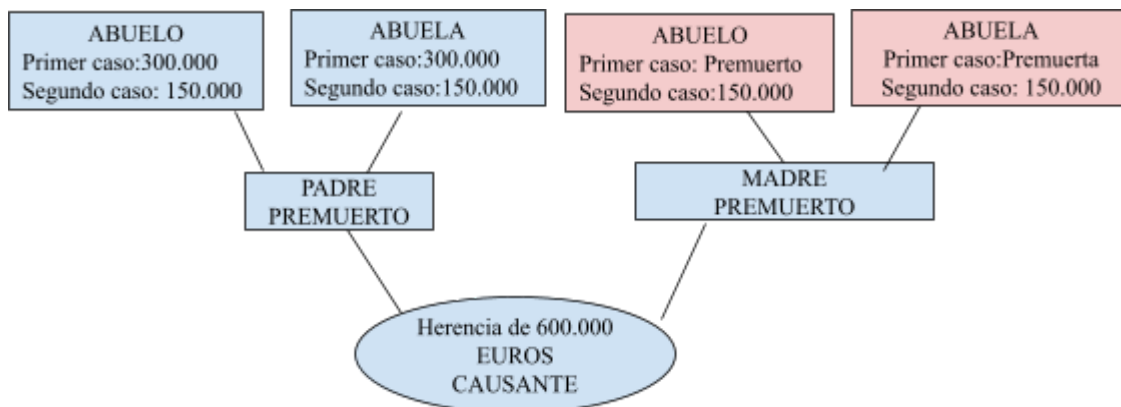 ABUELO
Primer caso:300.000
Segundo caso: 150.000
ABUELA
Primer caso:300.000
Segundo caso:150.000
ABUELO
Primer caso: Premuerto
Segundo caso:150.000
ABUELA
Primer caso:Premuerta
Segundo caso: 150.000
PADRE
PREMUERTO
MADRE
PREMUERTO
Herencia de 600.000
EUROS
CAUSANTE